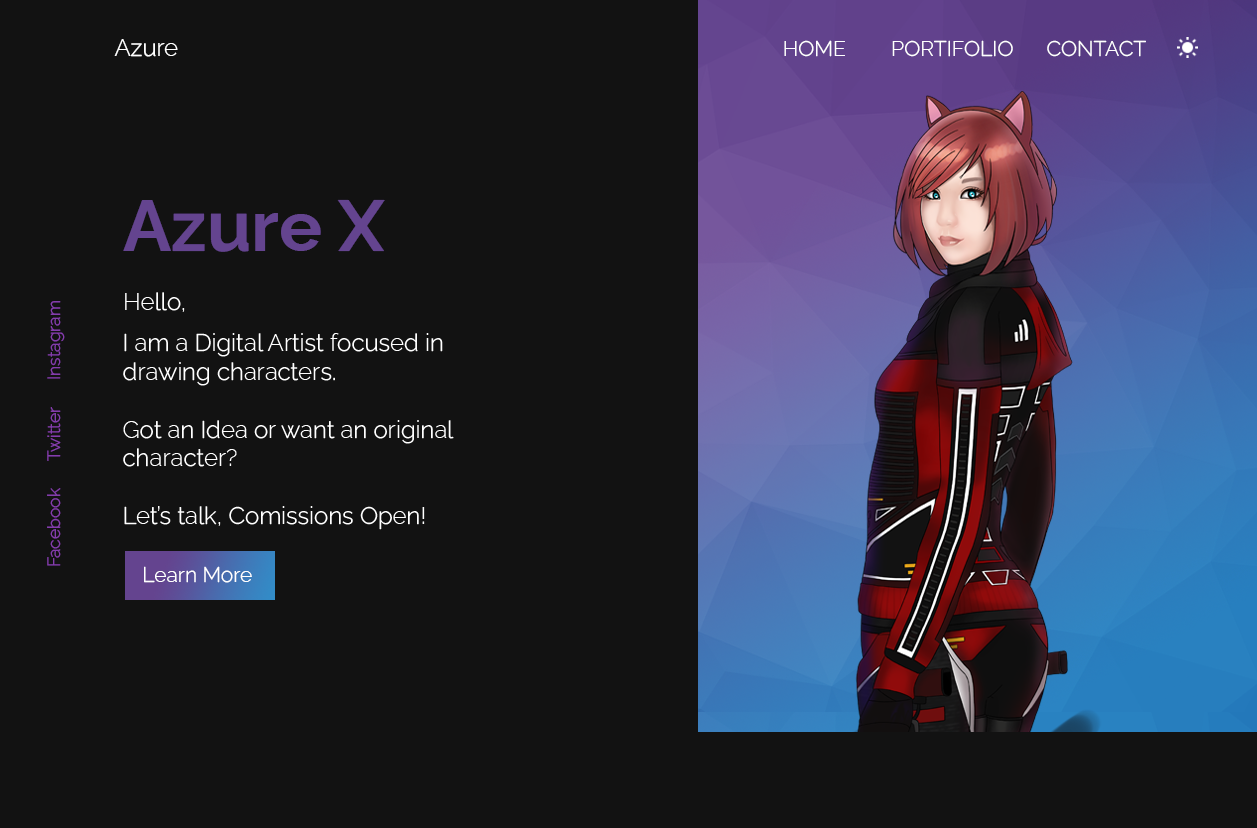 Azure
HOME
PORTIFOLIO
CONTACT
Azure X
Hello,
I am a Digital Artist focused in
drawing characters.
Got an Idea or want an original
character?
Let's talk, Comissions Open!
Learn More
Instagram
Twitter
Facebook